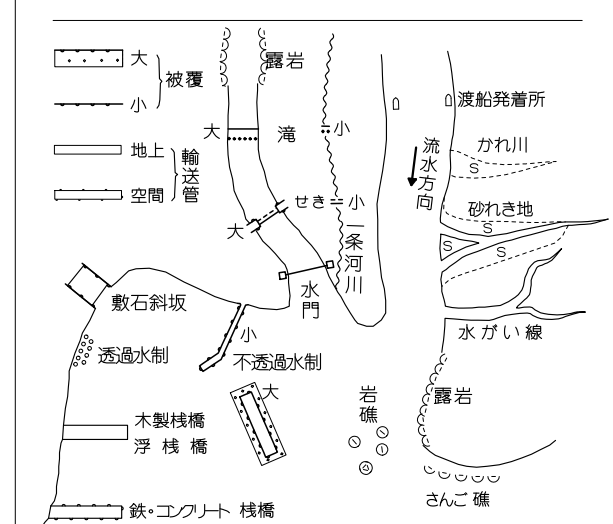 大
小
被覆
地上
空間
輸送管
露岩
大
滝
小
せき
小
大
一条河川
水門
渡船発着所
流水方向
かれ川
S
砂れき地
S
S
S
水がい線
敷石斜坂
透過水制
小
不透過水制
大
木製桟橋
浮桟橋
鉄・コンクリート 桟橋
岩礁
露岩
さんご礁